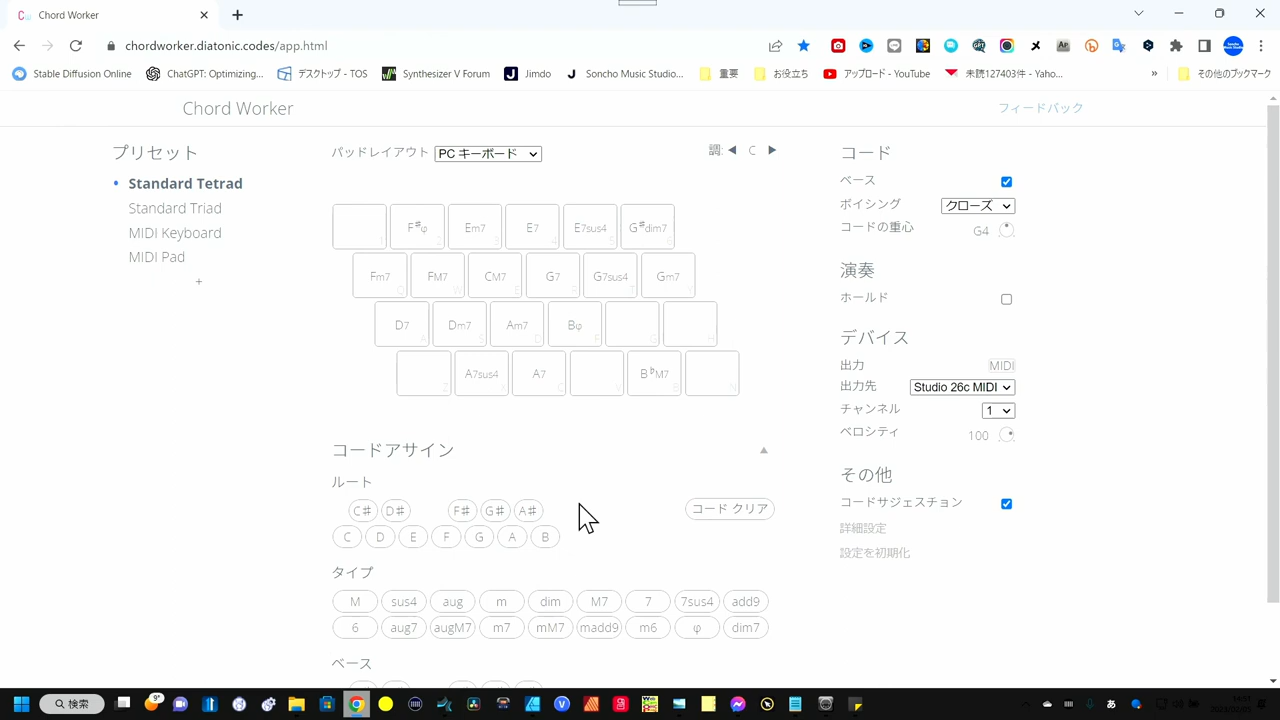 Chord Worker
chordworker.diatonic.codes/app.html
Stable Diffusion Online
ChatGPT: Optimizing...
デスクトップ - TOS
Synthesizer V Forum
Jimdo
Soncho Music Studio...
重要
お役立ち
アップロード - YouTube
未読127403件 - Yaho...
»
その他のブックマーク
Chord Worker
フィードバック
プリセット
• Standard Tetrad
Standard Triad
MIDI Keyboard
MIDI Pad
+
パッドレイアウト PC キーボード
調: ◀ C ▶
F♯φ Em7 E7 E7sus4 G♯dim7
Fm7 FM7 CM7 G7 G7sus4 Gm7
D7 Dm7 Am7 Bφ
A7sus4 A7 B♭M7
コードアサイン ▲
ルート
C♯ D♯ F♯ G♯ A♯ コード クリア
C D E F G A B
タイプ
M sus4 aug m dim M7 7 7sus4 add9
6 aug7 augM7 m7 mM7 madd9 m6 φ dim7
ベース
コード
ベース
ボイシング クローズ
コードの重心 G4
演奏
ホールド
デバイス
出力 MIDI
出力先 Studio 26c MIDI
チャンネル 1
ベロシティ 100
その他
コードサジェスチョン
詳細設定
設定を初期化
検索